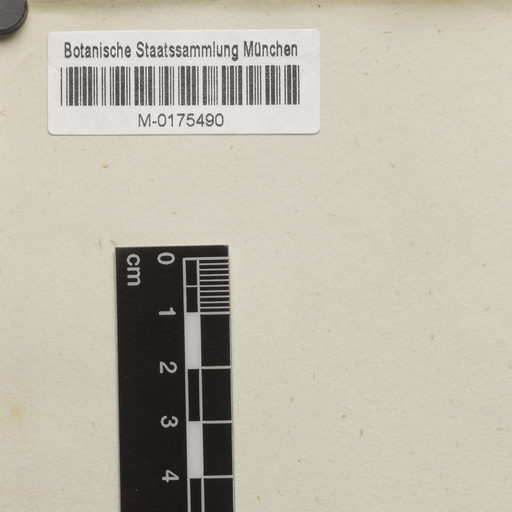 Botanische Staatssammlung München
M-0175490
cm
0
1
2
3
4